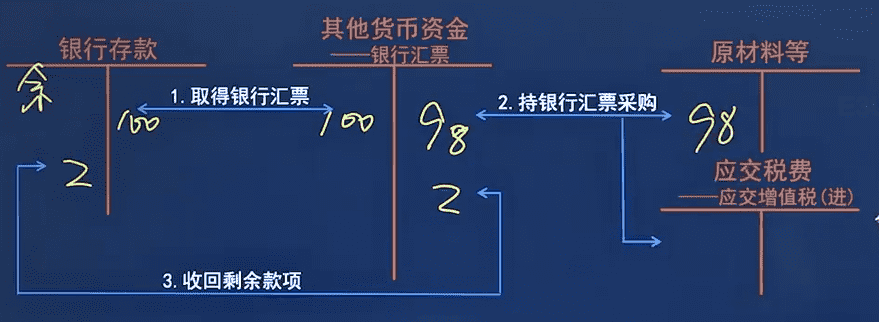 银行存款
其他货币资金
——银行汇票
原材料等
余
1.取得银行汇票
2.持银行汇票采购
100
100
98
98
2
2
应交税费
——应交增值税(进)
3.收回剩余款项